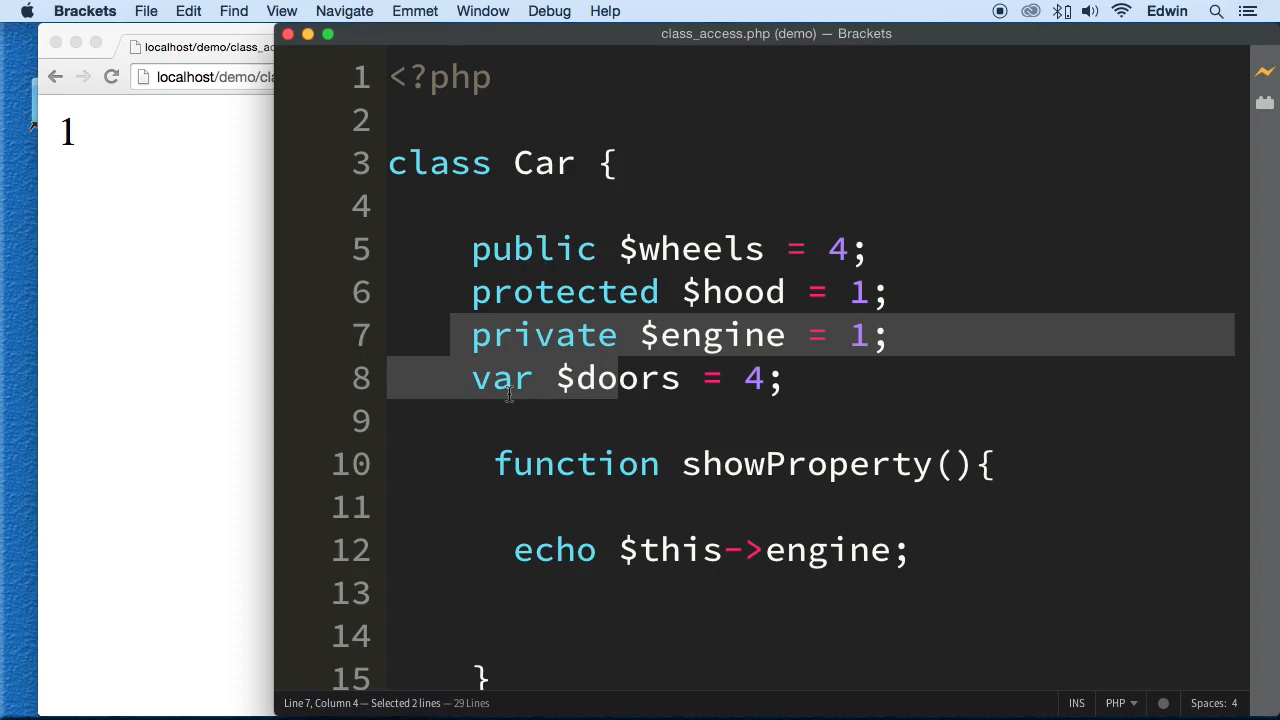 Brackets File Edit Find View Navigate Emmet Window Debug Help Edwin
class_access.php (demo) — Brackets
localhost/demo/class_ac
localhost/demo/cla
1
1 <?php
2
3 class Car {
4
5 public $wheels = 4;
6 protected $hood = 1;
7 private $engine = 1;
8 var $doors = 4;
9
10 function showProperty(){
11
12 echo $this->engine;
13
14
15 }
Line 7, Column 4 — Selected 2 lines — 29 Lines INS PHP Spaces: 4